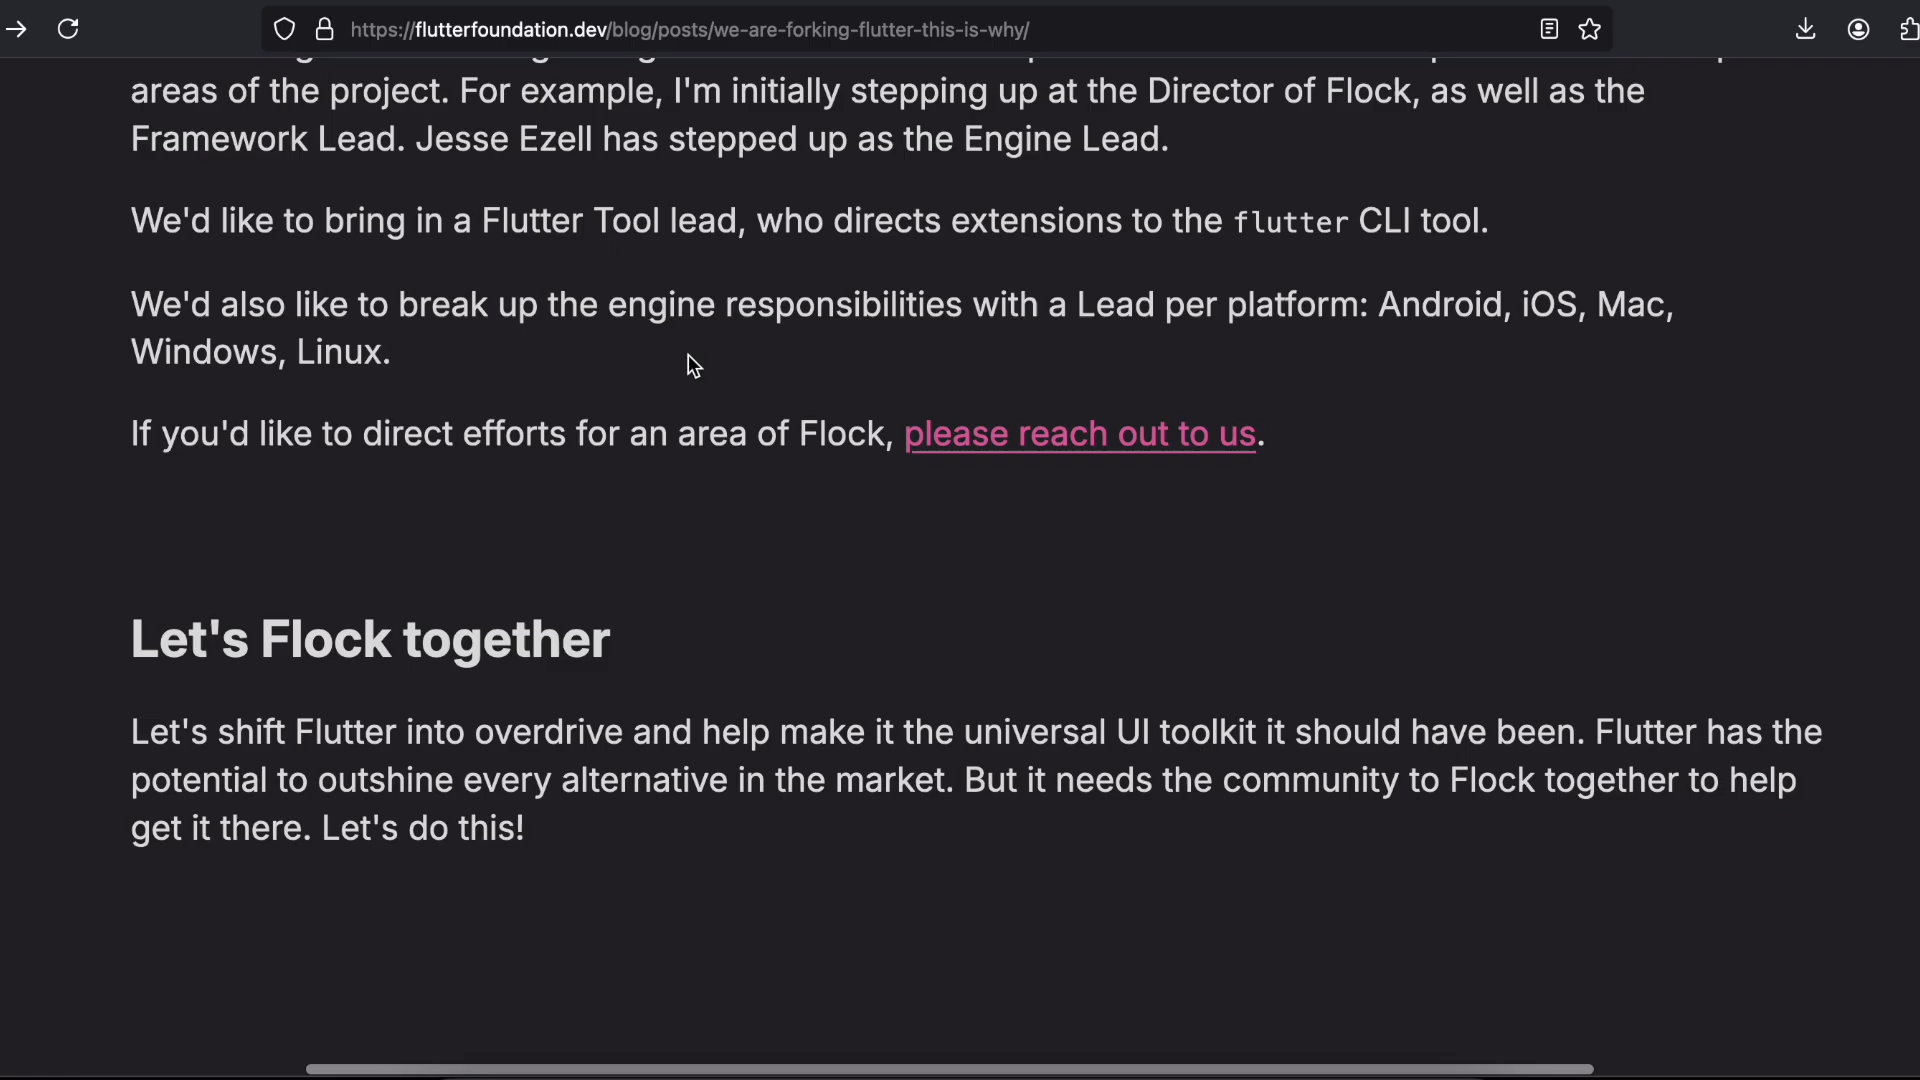 https://flutterfoundation.dev/blog/posts/we-are-forking-flutter-this-is-why/
areas of the project. For example, I'm initially stepping up at the Director of Flock, as well as the
Framework Lead. Jesse Ezell has stepped up as the Engine Lead.
We'd like to bring in a Flutter Tool lead, who directs extensions to the flutter CLI tool.
We'd also like to break up the engine responsibilities with a Lead per platform: Android, iOS, Mac,
Windows, Linux.
If you'd like to direct efforts for an area of Flock, please reach out to us.
Let's Flock together
Let's shift Flutter into overdrive and help make it the universal UI toolkit it should have been. Flutter has the
potential to outshine every alternative in the market. But it needs the community to Flock together to help
get it there. Let's do this!